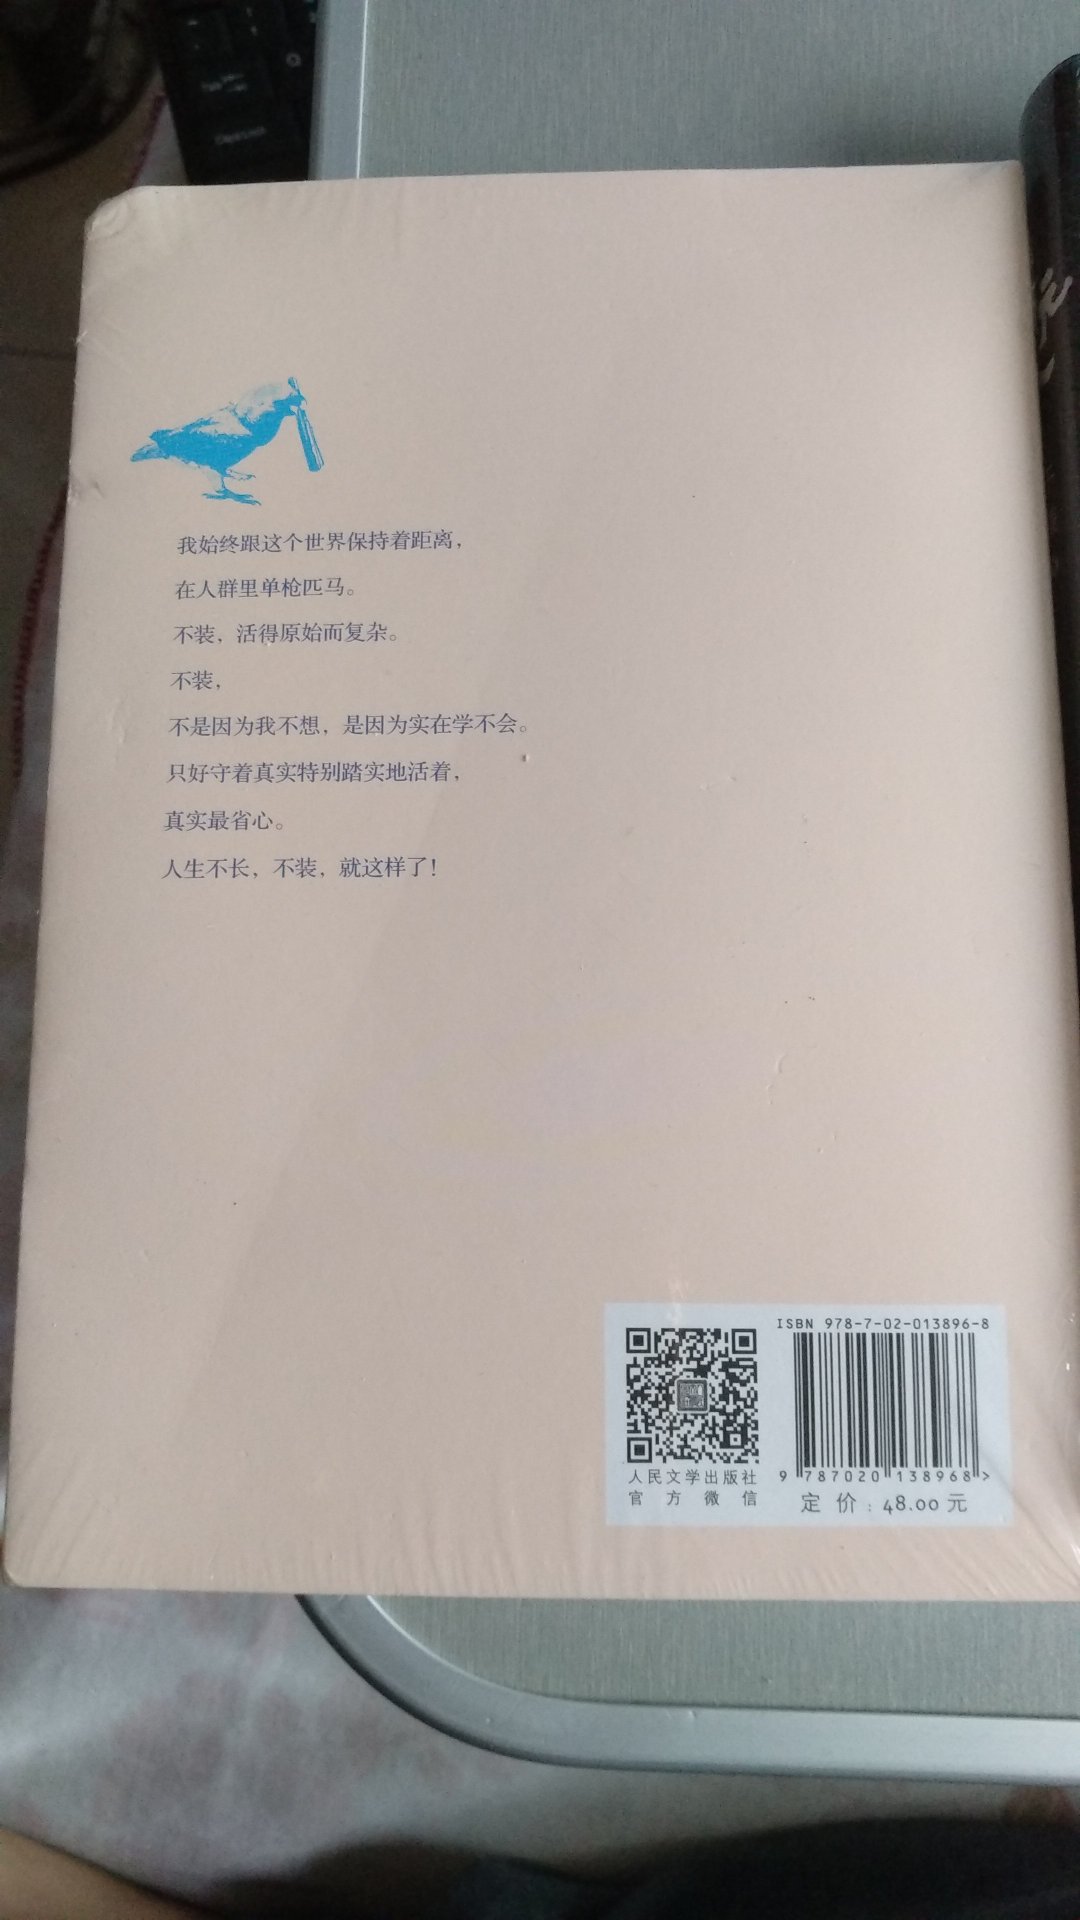 我始终跟这个世界保持着距离，
在人群里单枪匹马。
不装，活得原始而复杂。
不装，
不是因为我不想，是因为实在学不会。
只好守着真实特别踏实地活着，
真实最省心。
人生不长，不装，就这样了！
ISBN 978-7-02-013896-8
9 787020 138968 >
人民文学出版社
官方微信
定价：48.00元